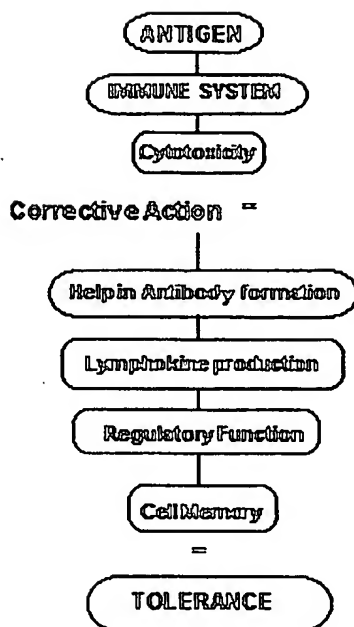 ANTIGEN
IMMUNE SYSTEM
Cytotoxicity
Corrective Action =
Help in Antibody formation
Lymphokine production
Regulatory Function
Cell Memory
=
TOLERANCE